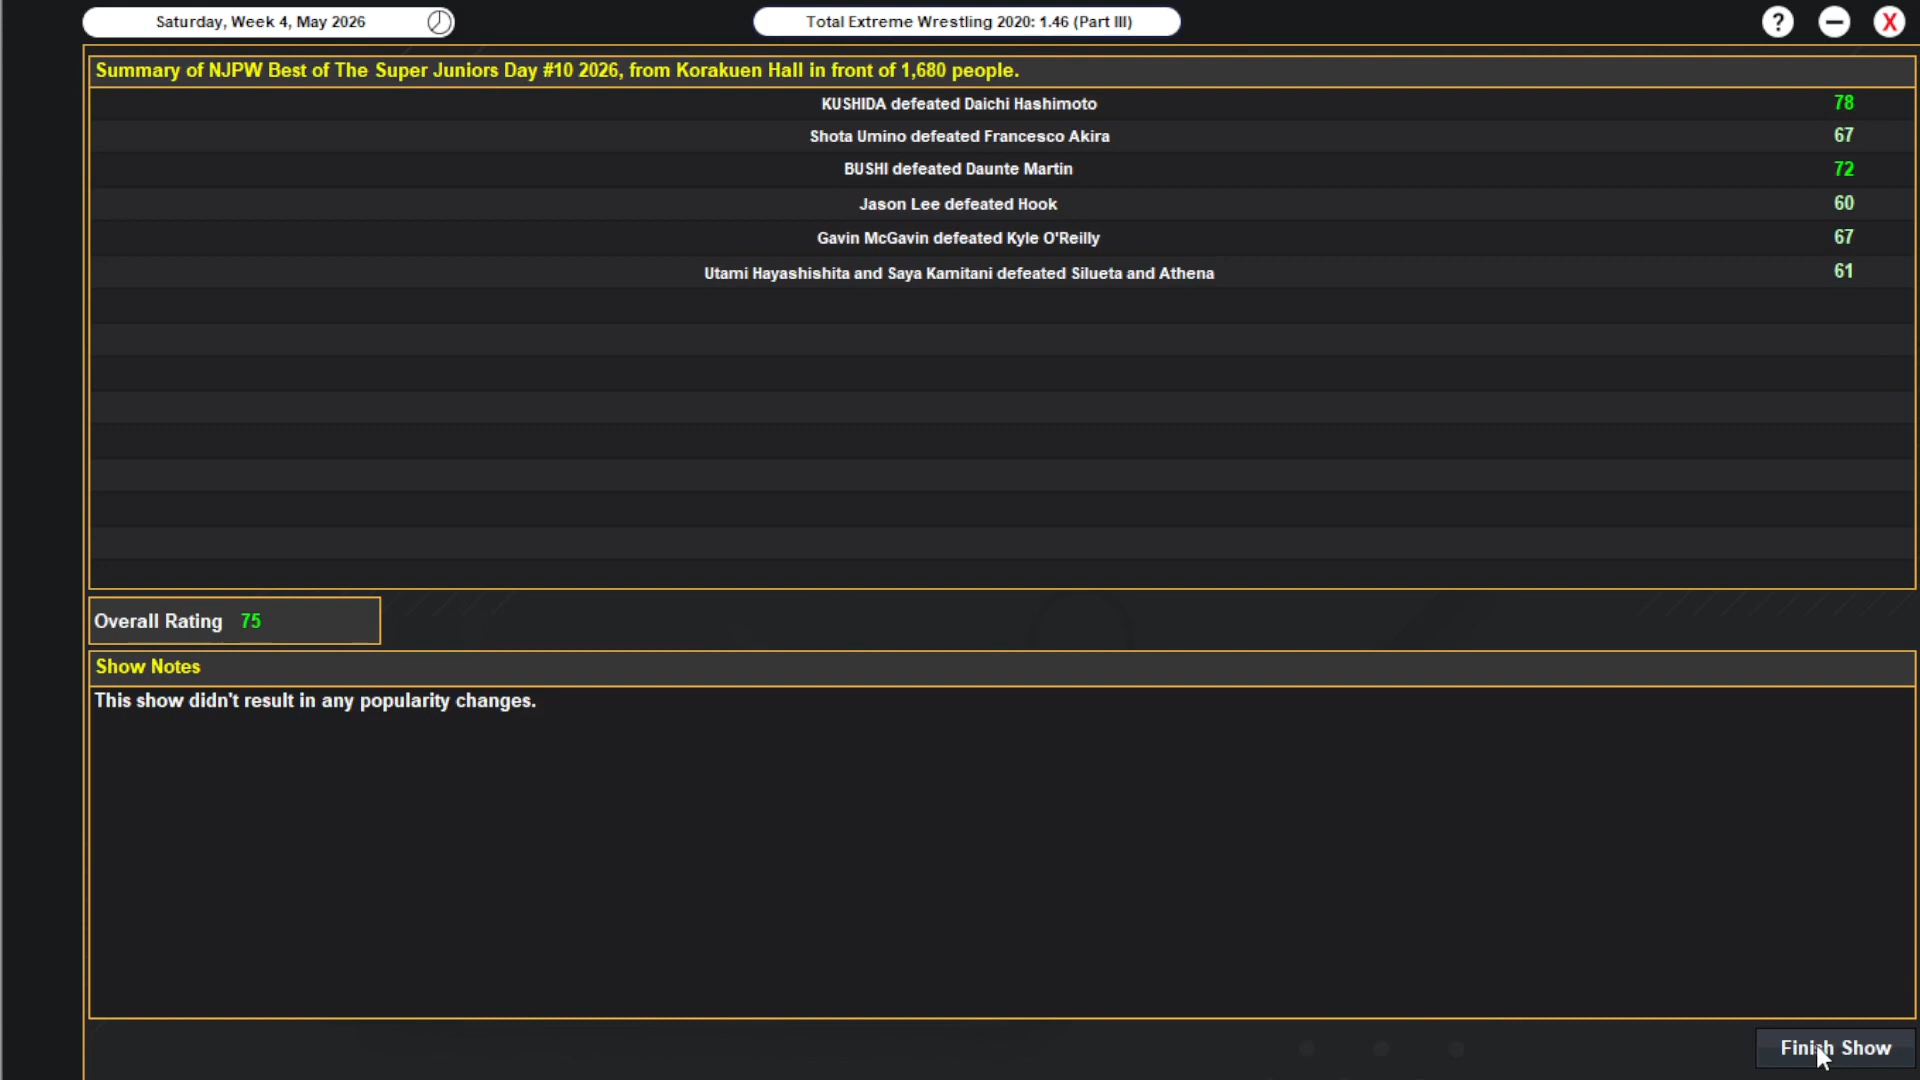 Saturday, Week 4, May 2026
Total Extreme Wrestling 2020: 1.46 (Part III)
?
X
Summary of NJPW Best of The Super Juniors Day #10 2026, from Korakuen Hall in front of 1,680 people.
KUSHIDA defeated Daichi Hashimoto 78
Shota Umino defeated Francesco Akira 67
BUSHI defeated Daunte Martin 72
Jason Lee defeated Hook 60
Gavin McGavin defeated Kyle O'Reilly 67
Utami Hayashishita and Saya Kamitani defeated Silueta and Athena 61
Overall Rating 75
Show Notes
This show didn't result in any popularity changes.
Finish Show